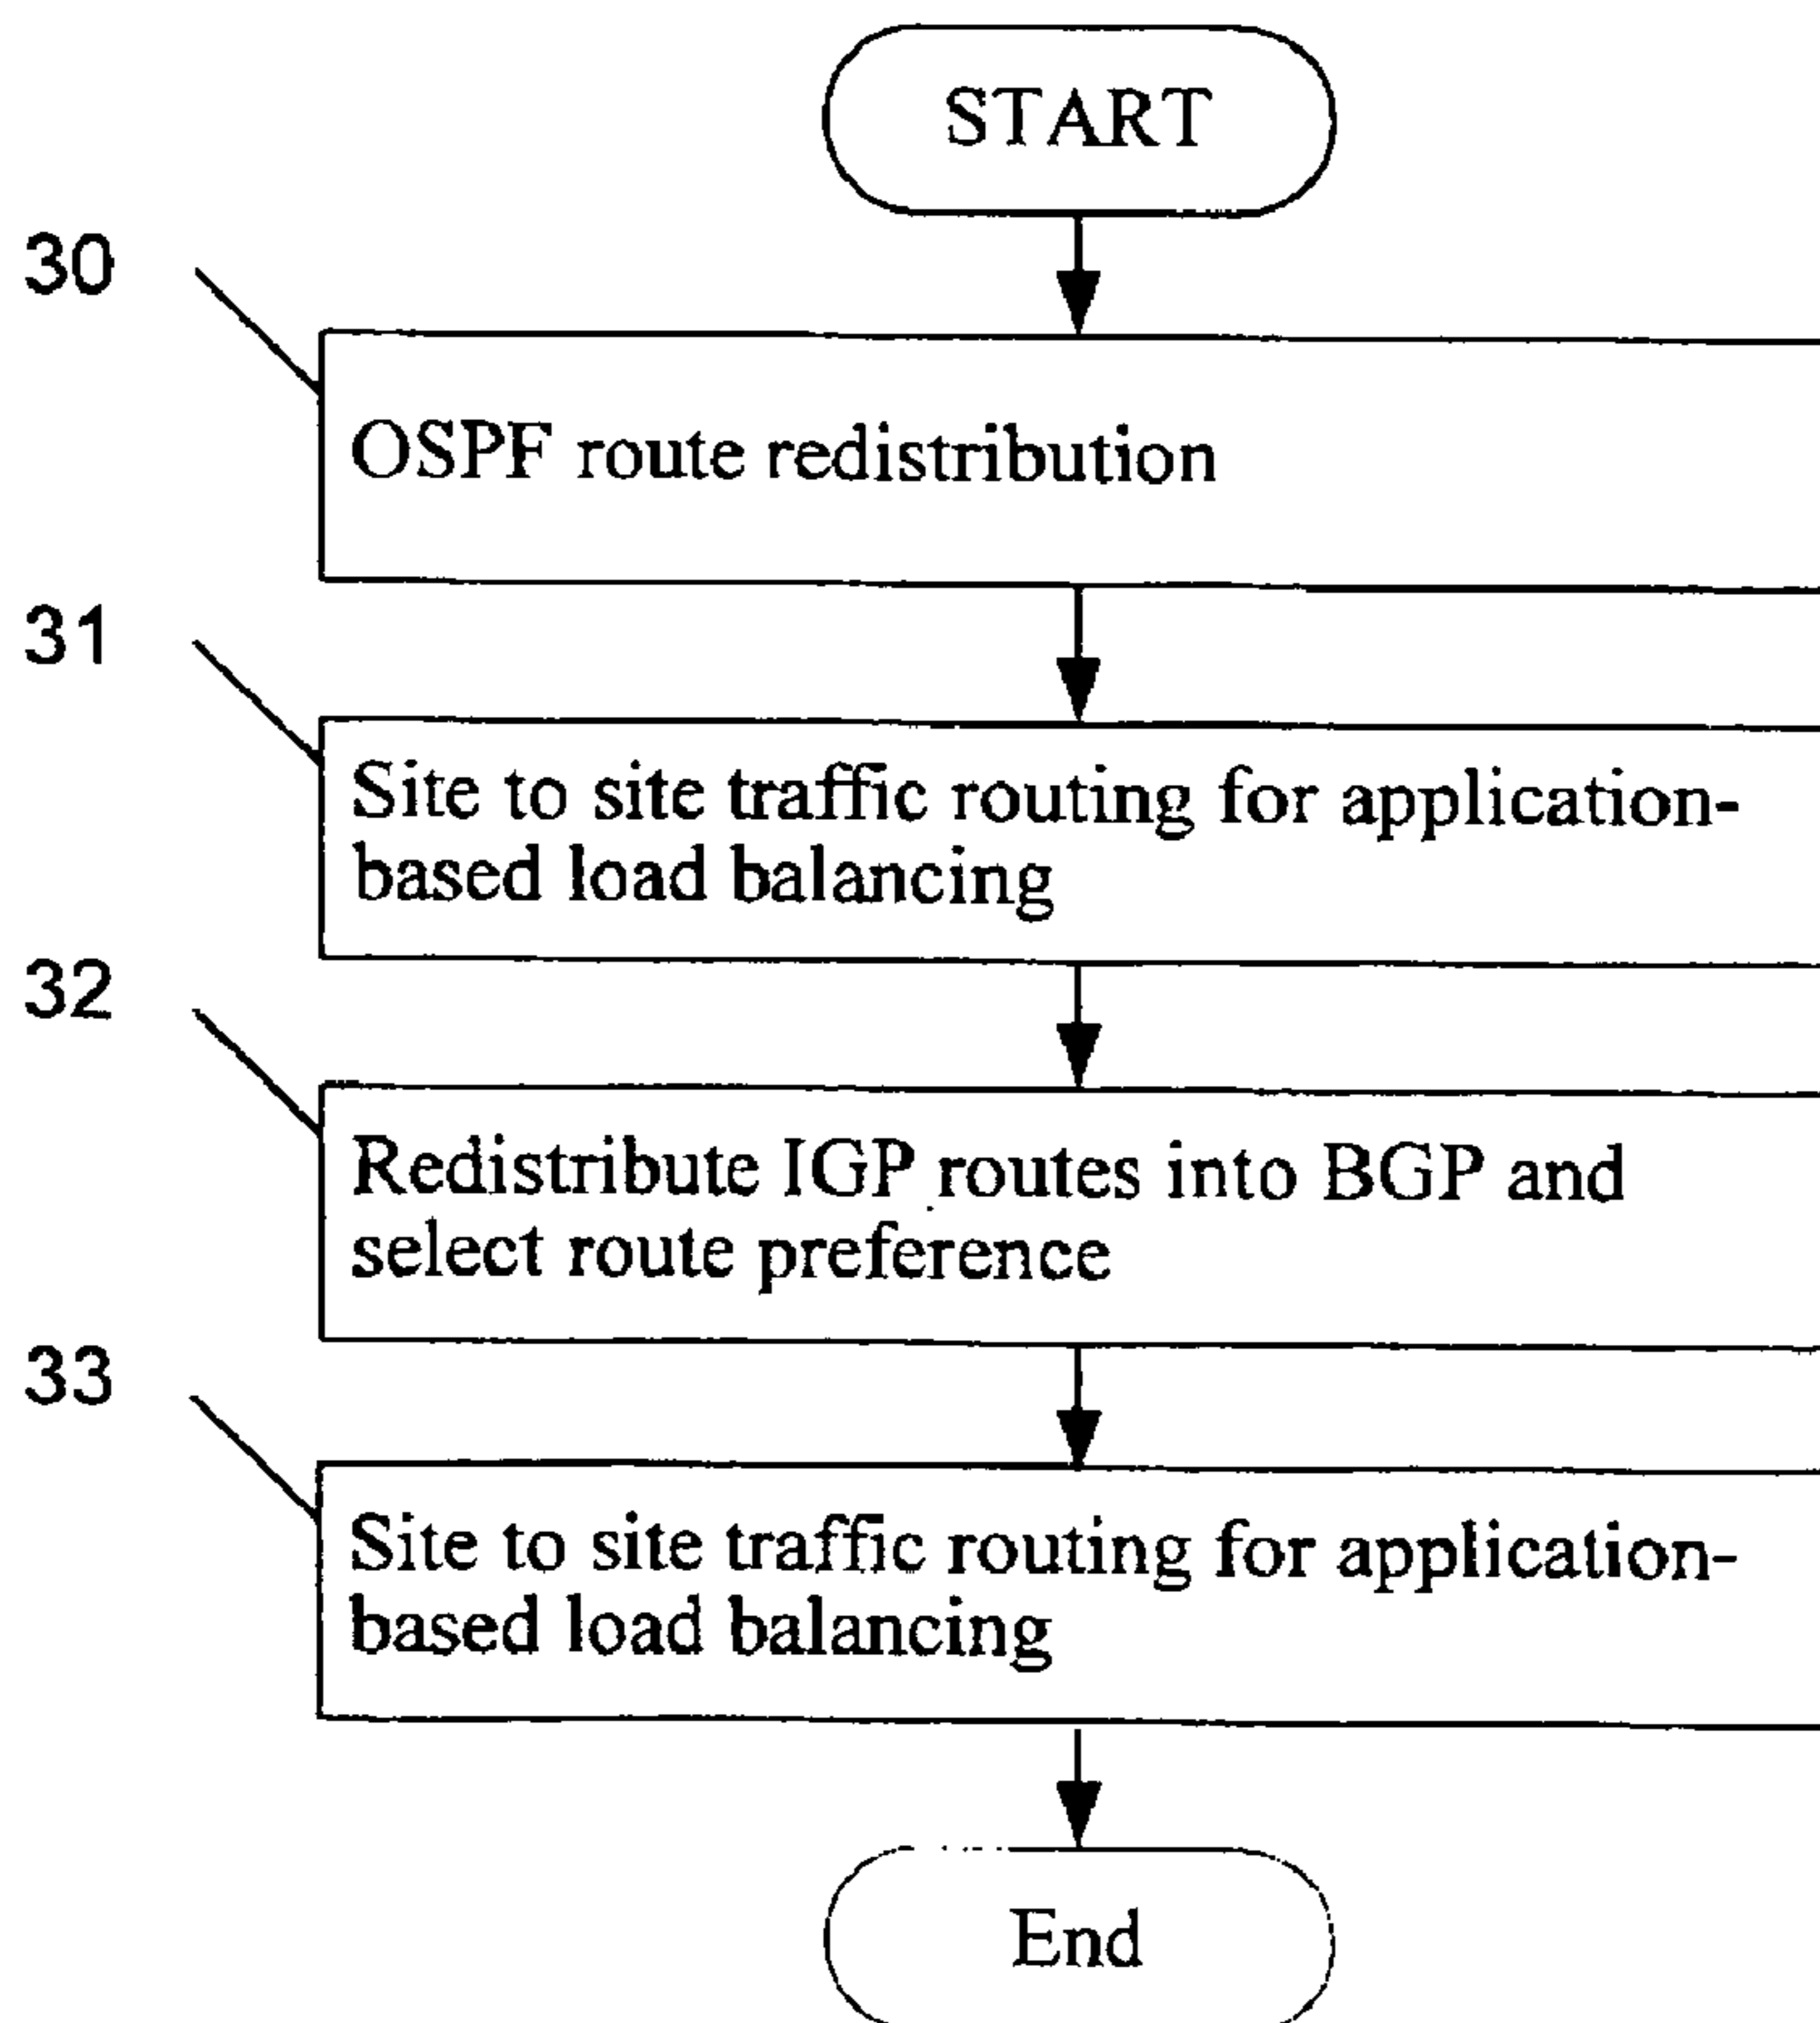 START
30
OSPF route redistribution
31
Site to site traffic routing for application-
based load balancing
32
Redistribute IGP routes into BGP and
select route preference
33
Site to site traffic routing for application-
based load balancing
End